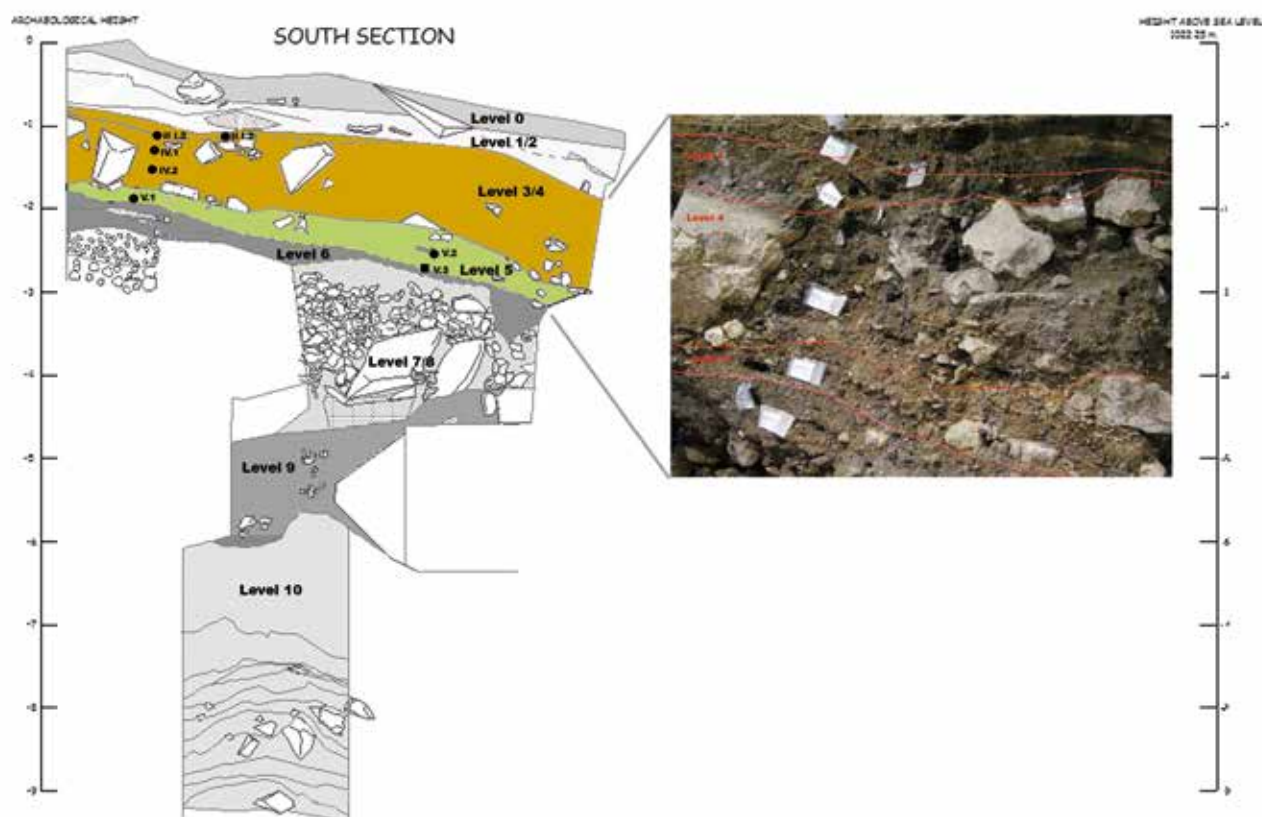 ARCHAEOLOGICAL HEIGHT
HEIGHT ABOVE SEA LEVEL
SOUTH SECTION
0
-1
-2
-3
-4
-5
-6
-7
-8
-9
Level 0
Level 1/2
IV.1
IV.2
Level 3/4
V.1
V.2
Level 6
V.3
Level 5
Level 7/8
Level 9
Level 10
Level 4